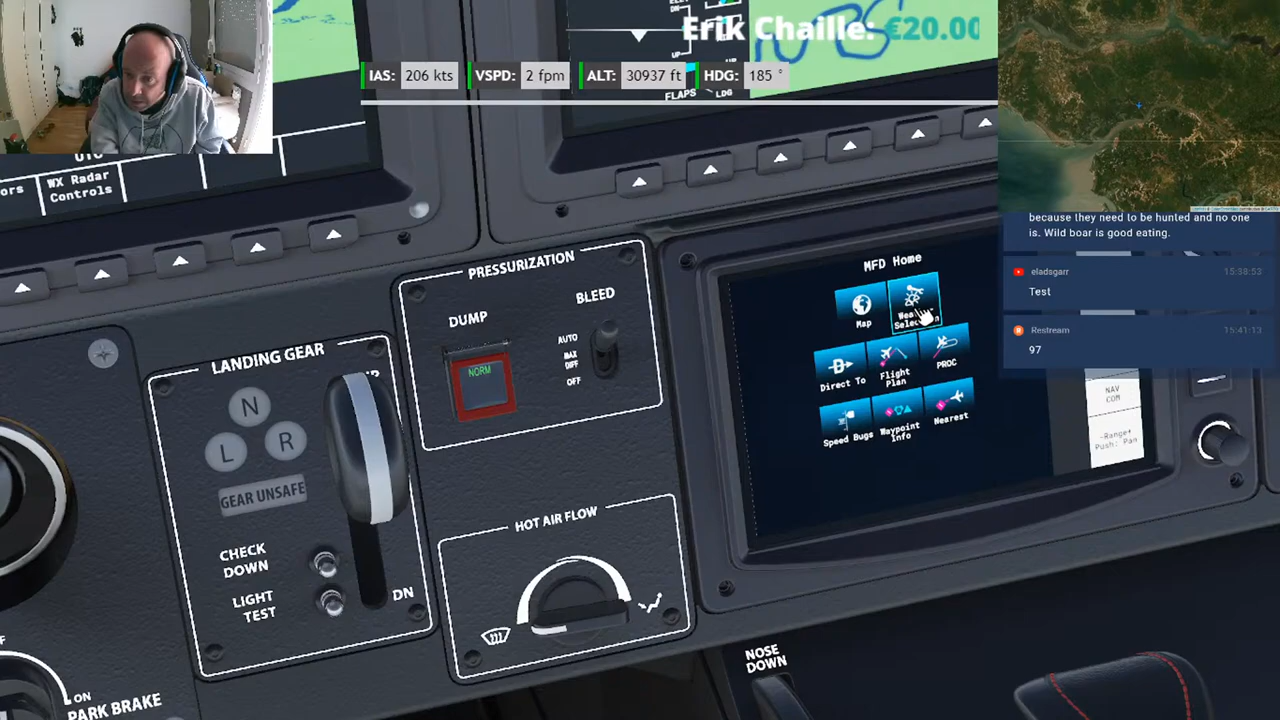 Erik Chaille: €20.00
IAS: 206 kts VSPD: 2 fpm ALT: 30937 ft HDG: 185 °
DN
UP
FLAPS LDG
UTC
ors WX Radar
Controls
because they need to be hunted and no one
is. Wild boar is good eating.
eladsgarr 15:38:53
Test
Restream 15:41:13
97
PRESSURIZATION
DUMP
BLEED
NORM
AUTO
MAX
DIFF
OFF
LANDING GEAR
UP
N
L R
GEAR UNSAFE
CHECK
DOWN
LIGHT
TEST
DN
HOT AIR FLOW
MFD Home
Map
Direct To
Flight
Plan
PROC
Speed Bugs
Waypoint
Info
Nearest
NAV
COM
-Range+
Push: Pan
NOSE
DOWN
ON
PARK BRAKE